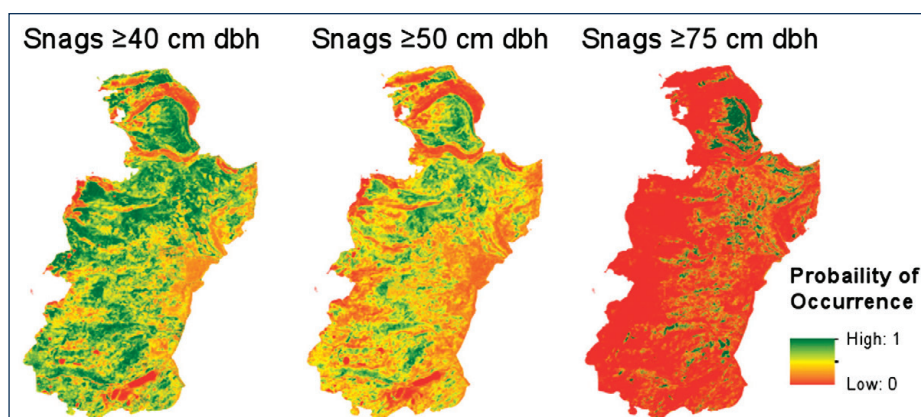 Snags ≥40 cm dbh
Snags ≥50 cm dbh
Snags ≥75 cm dbh
Probaility of
Occurrence
High: 1
Low: 0